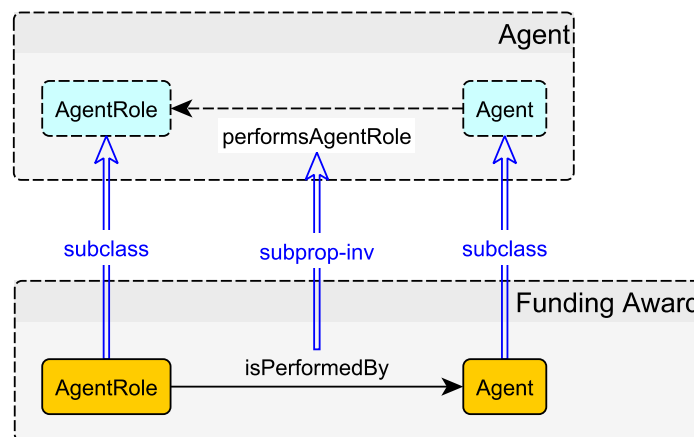 Agent
AgentRole
Agent
performsAgentRole
subclass
subprop-inv
subclass
Funding Award
isPerformedBy
AgentRole
Agent